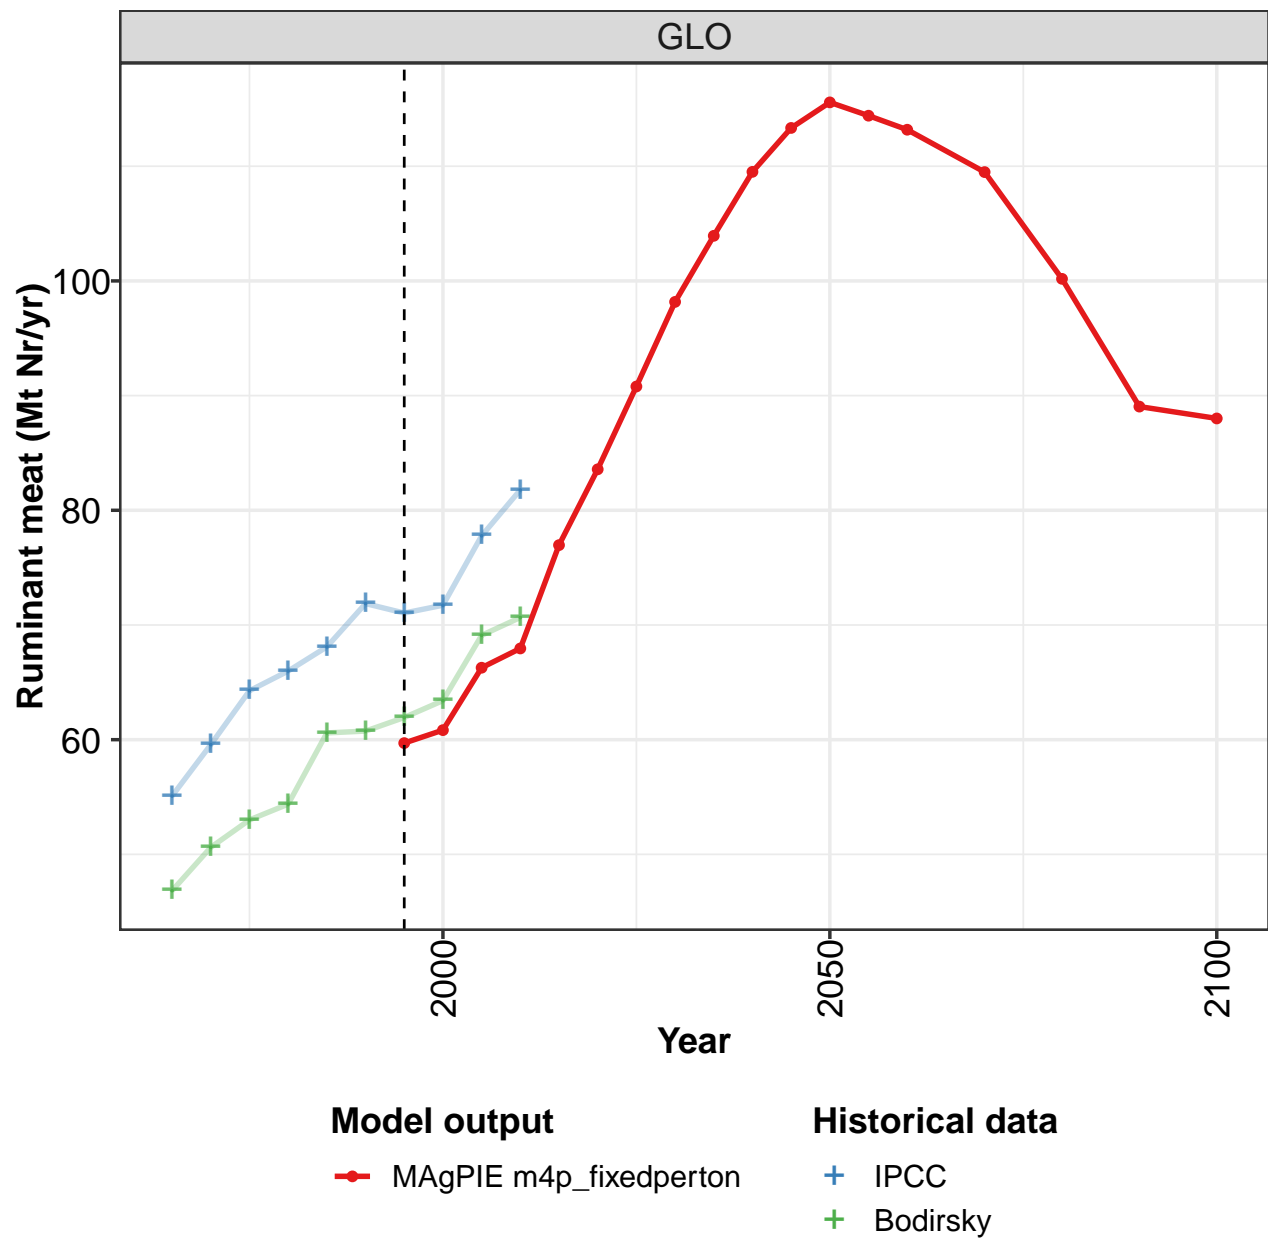 GLO
Ruminant meat (Mt Nr/yr)
100
80
60
2000
2050
2100
Year
Model output
MAgPIE m4p_fixedperton
Historical data
IPCC
Bodirsky